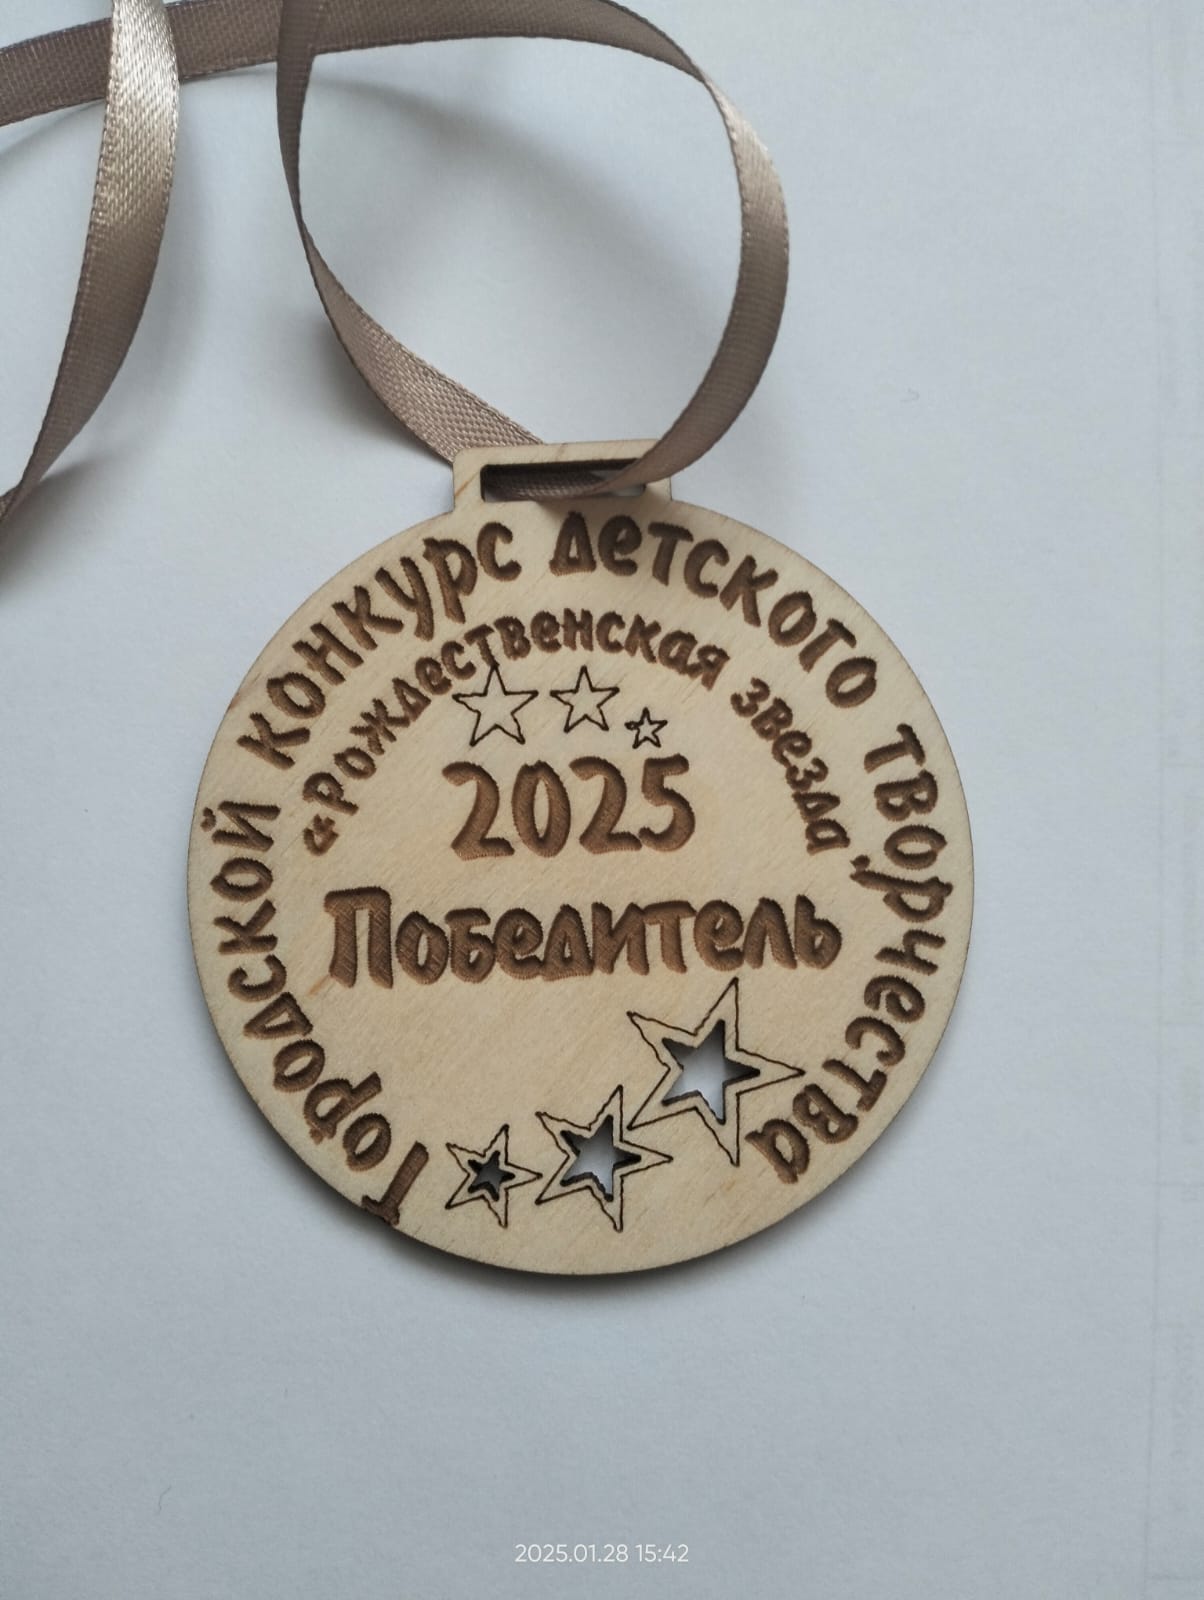 Городской конкурс детского творчества
«Рождественская звезда"
2025
Победитель
2025.01.28 15:42